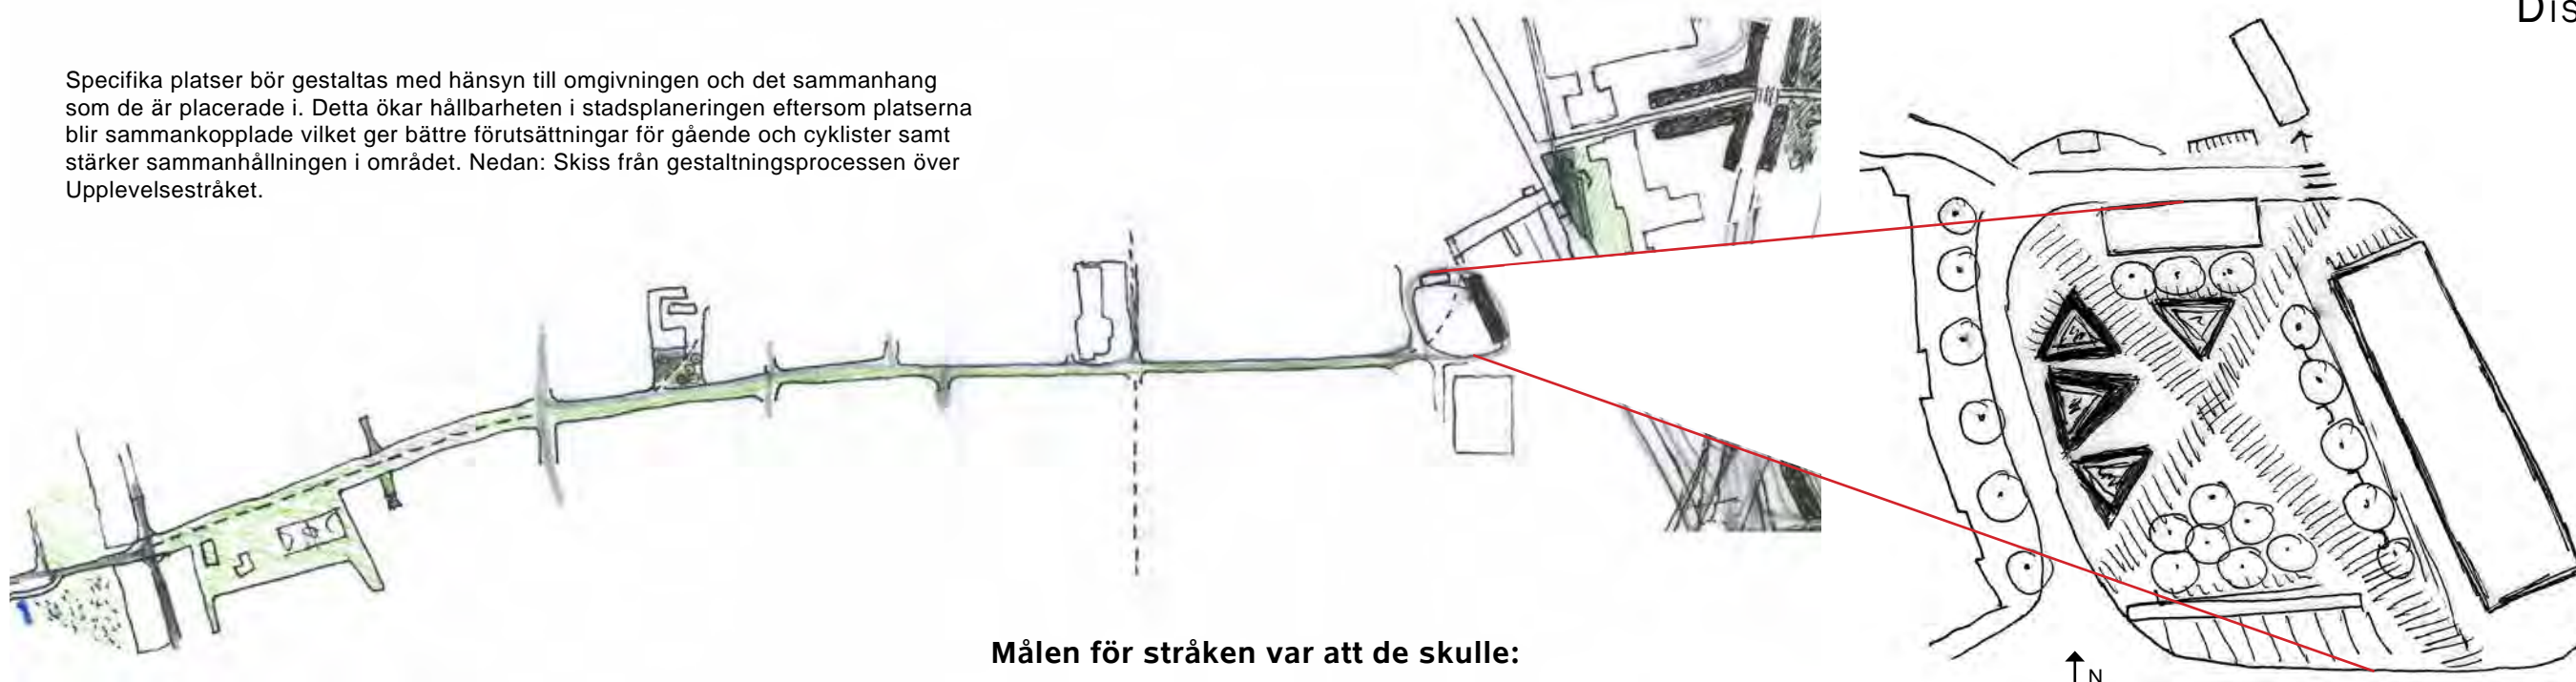 Dis
Specifika platser bör gestaltas med hänsyn till omgivningen och det sammanhang
som de är placerade i. Detta ökar hållbarheten i stadsplaneringen eftersom platserna
blir sammankopplade vilket ger bättre förutsättningar för gående och cyklister samt
stärker sammanhållningen i området. Nedan: Skiss från gestaltningsprocessen över
Upplevelsestråket.
Målen för stråken var att de skulle:
N